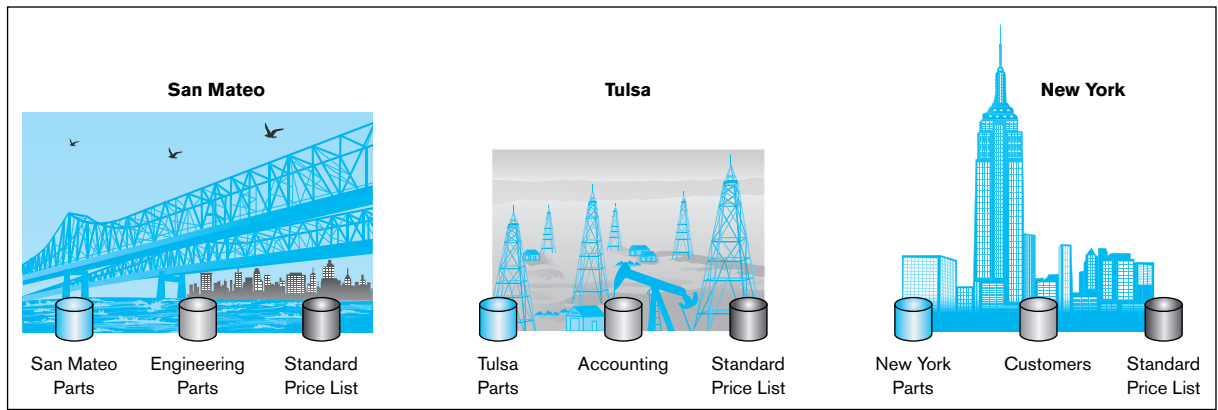 San Mateo
Tulsa
New York
San Mateo
Parts
Engineering
Parts
Standard
Price List
Tulsa
Parts
Accounting
Standard
Price List
New York
Parts
Customers
Standard
Price List